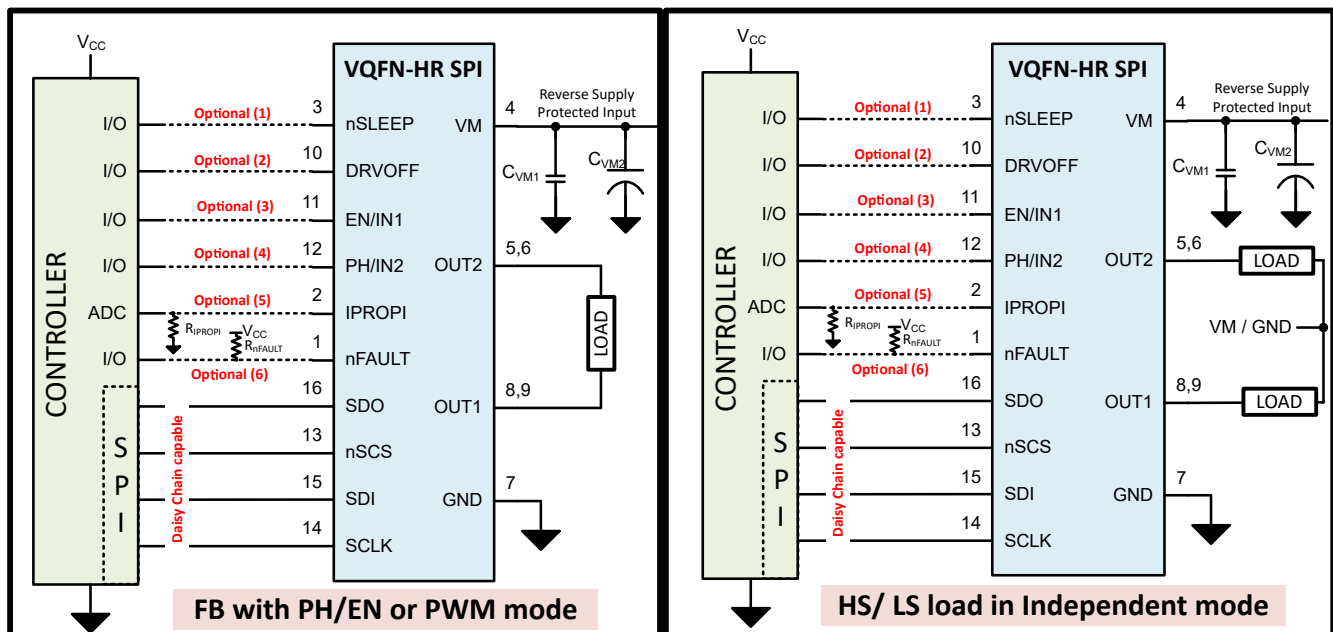 VCC
VQFN-HR SPI
CONTROLLER
I/O
Optional (1)
3
nSLEEP
4
VM
Reverse Supply
Protected Input
CVM1
CVM2
I/O
Optional (2)
10
DRVOFF
I/O
Optional (3)
11
EN/IN1
I/O
Optional (4)
12
PH/IN2
OUT2
5,6
ADC
Optional (5)
2
IPROPI
RIPROPI
VCC
RnFAULT
LOAD
I/O
1
nFAULT
Optional (6)
16
SDO
OUT1
8,9
SPI
Daisy Chain capable
13
nSCS
15
SDI
GND
7
14
SCLK
FB with PH/EN or PWM mode
VCC
VQFN-HR SPI
CONTROLLER
I/O
Optional (1)
3
nSLEEP
4
VM
Reverse Supply
Protected Input
CVM1
CVM2
I/O
Optional (2)
10
DRVOFF
I/O
Optional (3)
11
EN/IN1
I/O
Optional (4)
12
PH/IN2
OUT2
5,6
LOAD
ADC
Optional (5)
2
IPROPI
RIPROPI
VCC
RnFAULT
VM / GND
I/O
1
nFAULT
Optional (6)
16
SDO
OUT1
8,9
LOAD
SPI
Daisy Chain capable
13
nSCS
15
SDI
GND
7
14
SCLK
HS/ LS load in Independent mode